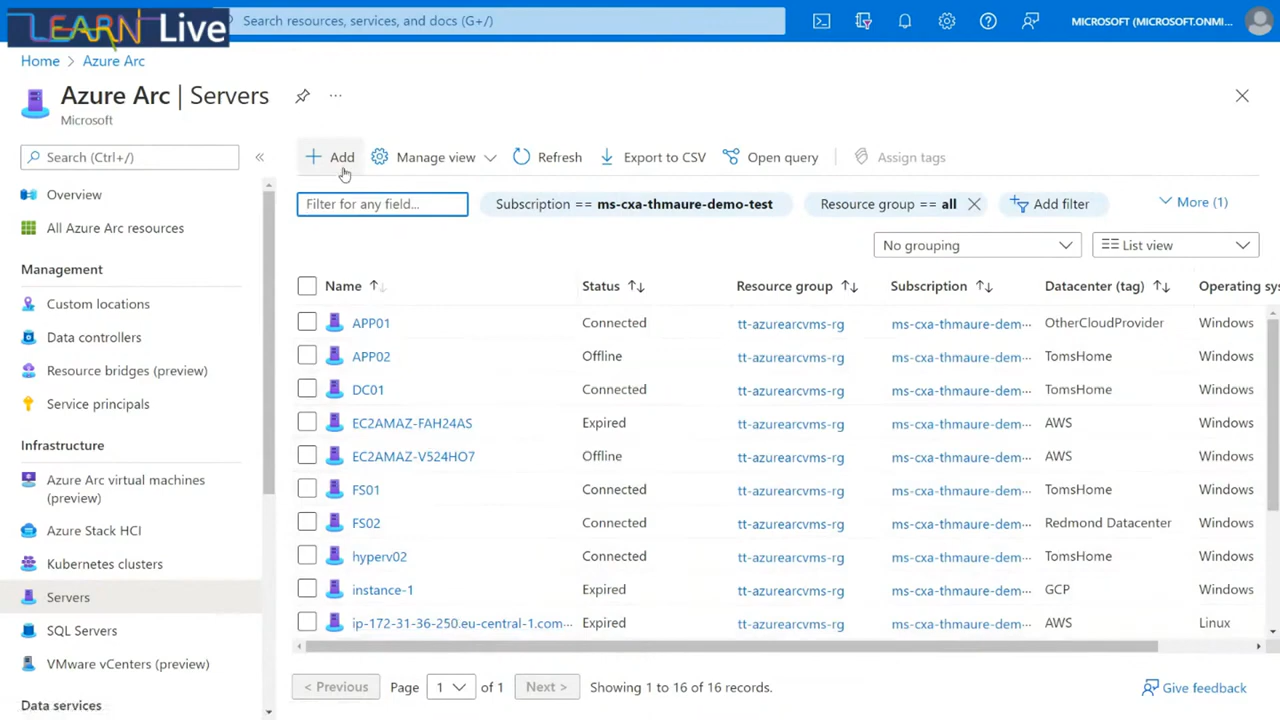 LEARN Live
Search resources, services, and docs (G+/)
MICROSOFT (MICROSOFT.ONMI...
Home > Azure Arc
Azure Arc | Servers
Microsoft
Search (Ctrl+/)
Overview
All Azure Arc resources
Management
Custom locations
Data controllers
Resource bridges (preview)
Service principals
Infrastructure
Azure Arc virtual machines
(preview)
Azure Stack HCI
Kubernetes clusters
Servers
SQL Servers
VMware vCenters (preview)
Data services
Add Manage view Refresh Export to CSV Open query Assign tags
Filter for any field... Subscription == ms-cxa-thmaure-demo-test Resource group == all Add filter More (1)
No grouping List view
Name Status Resource group Subscription Datacenter (tag) Operating sys
APP01 Connected tt-azurearcvms-rg ms-cxa-thmaure-dem... OtherCloudProvider Windows
APP02 Offline tt-azurearcvms-rg ms-cxa-thmaure-dem... TomsHome Windows
DC01 Connected tt-azurearcvms-rg ms-cxa-thmaure-dem... TomsHome Windows
EC2AMAZ-FAH24AS Expired tt-azurearcvms-rg ms-cxa-thmaure-dem... AWS Windows
EC2AMAZ-V524HO7 Offline tt-azurearcvms-rg ms-cxa-thmaure-dem... AWS Windows
FS01 Connected tt-azurearcvms-rg ms-cxa-thmaure-dem... TomsHome Windows
FS02 Connected tt-azurearcvms-rg ms-cxa-thmaure-dem... Redmond Datacenter Windows
hyperv02 Connected tt-azurearcvms-rg ms-cxa-thmaure-dem... TomsHome Windows
instance-1 Expired tt-azurearcvms-rg ms-cxa-thmaure-dem... GCP Windows
ip-172-31-36-250.eu-central-1.com... Expired tt-azurearcvms-rg ms-cxa-thmaure-dem... AWS Linux
< Previous Page 1 of 1 Next > Showing 1 to 16 of 16 records. Give feedback